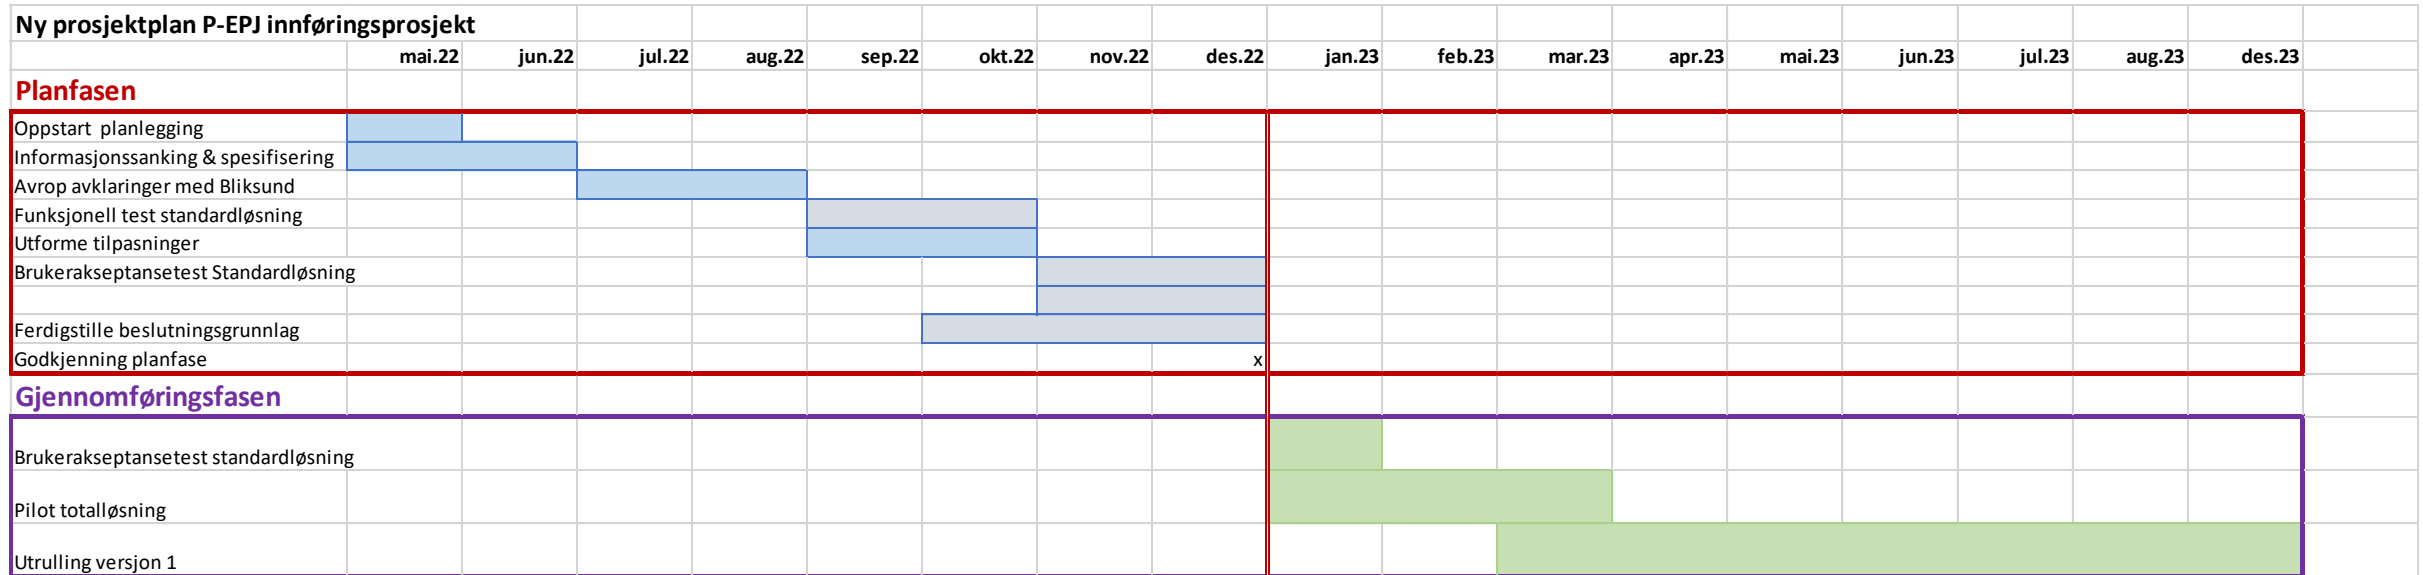 Ny prosjektplan P-EPJ innføringsprosjekt
mai.22 jun.22 jul.22 aug.22 sep.22 okt.22 nov.22 des.22 jan.23 feb.23 mar.23 apr.23 mai.23 jun.23 jul.23 aug.23 des.23
Planfasen
Oppstart planlegging
Informasjonssanking & spesifisering
Avrop avklaringer med Bliksund
Funksjonell test standardløsning
Utforme tilpasninger
Brukerakseptansetest Standardløsning
Ferdigstille beslutningsgrunnlag
Godkjenning planfase x
Gjennomføringsfasen
Brukerakseptansetest standardløsning
Pilot totalløsning
Utrulling versjon 1